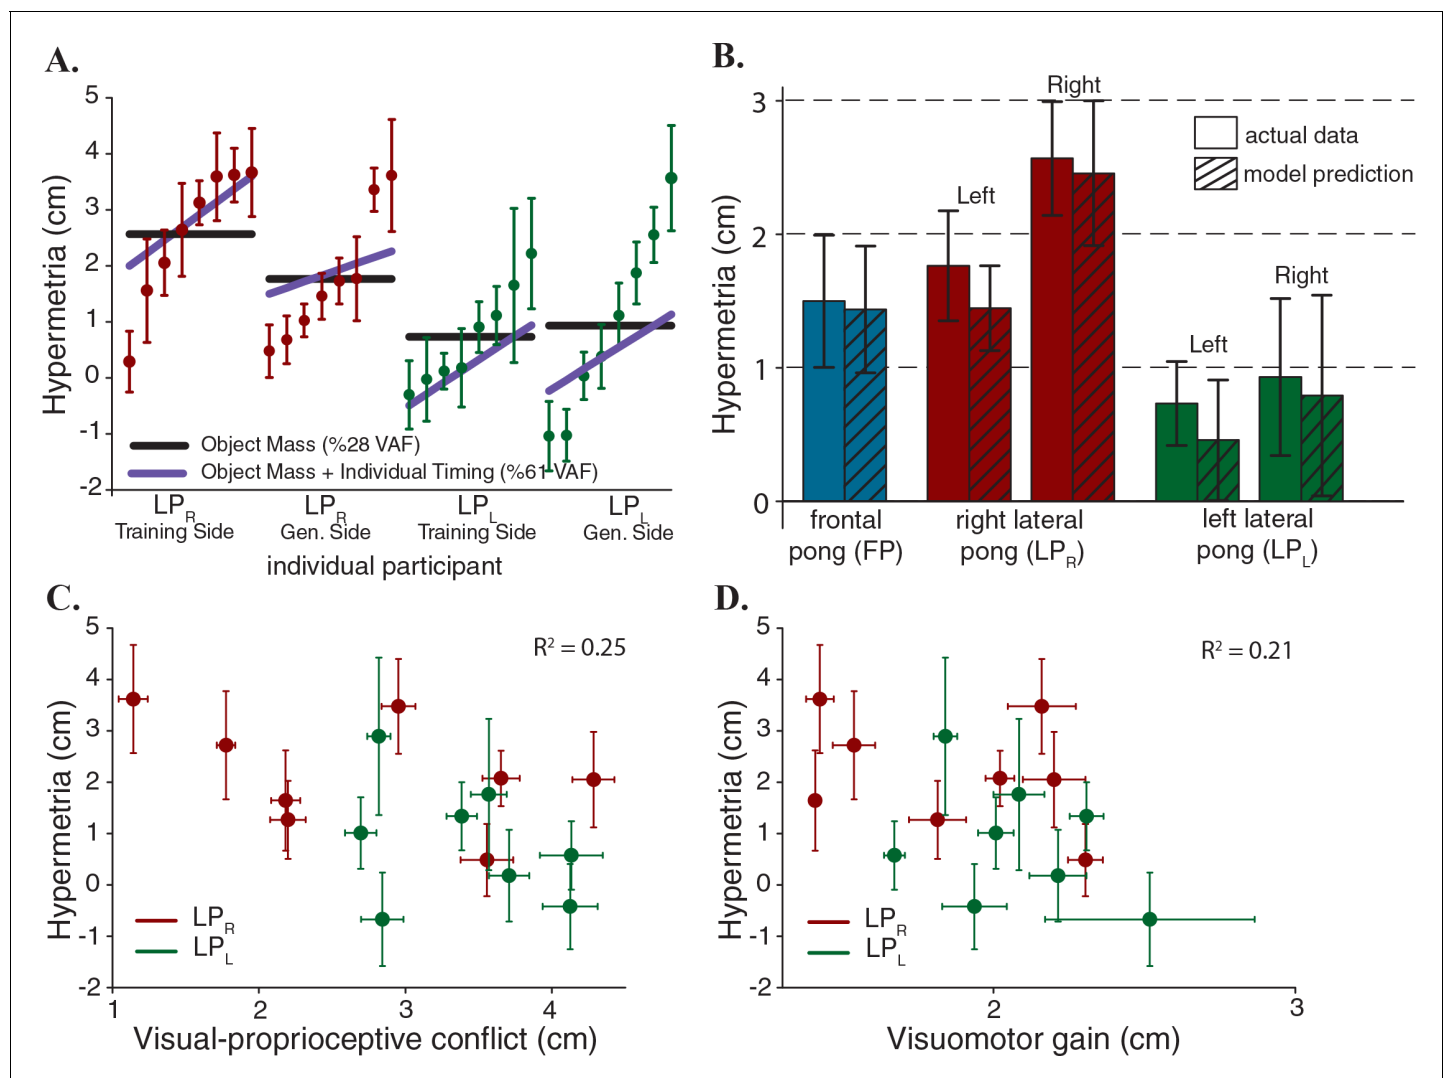 A.
5
4
3
2
1
0
-1
-2
Hypermetria (cm)
Object Mass (%28 VAF)
Object Mass + Individual Timing (%61 VAF)
LPR LPR LPL LPL
Training Side Gen. Side Training Side Gen. Side
individual participant
B.
3
2
1
0
Hypermetria (cm)
Right
actual data
model prediction
Left
Right
Left
frontal right lateral left lateral
pong (FP) pong (LPR) pong (LPL)
C.
5
4
3
2
1
0
-1
-2
Hypermetria (cm)
R² = 0.25
LPR
LPL
1 2 3 4
Visual-proprioceptive conflict (cm)
D.
5
4
3
2
1
0
-1
-2
Hypermetria (cm)
R² = 0.21
LPR
LPL
2 3
Visuomotor gain (cm)